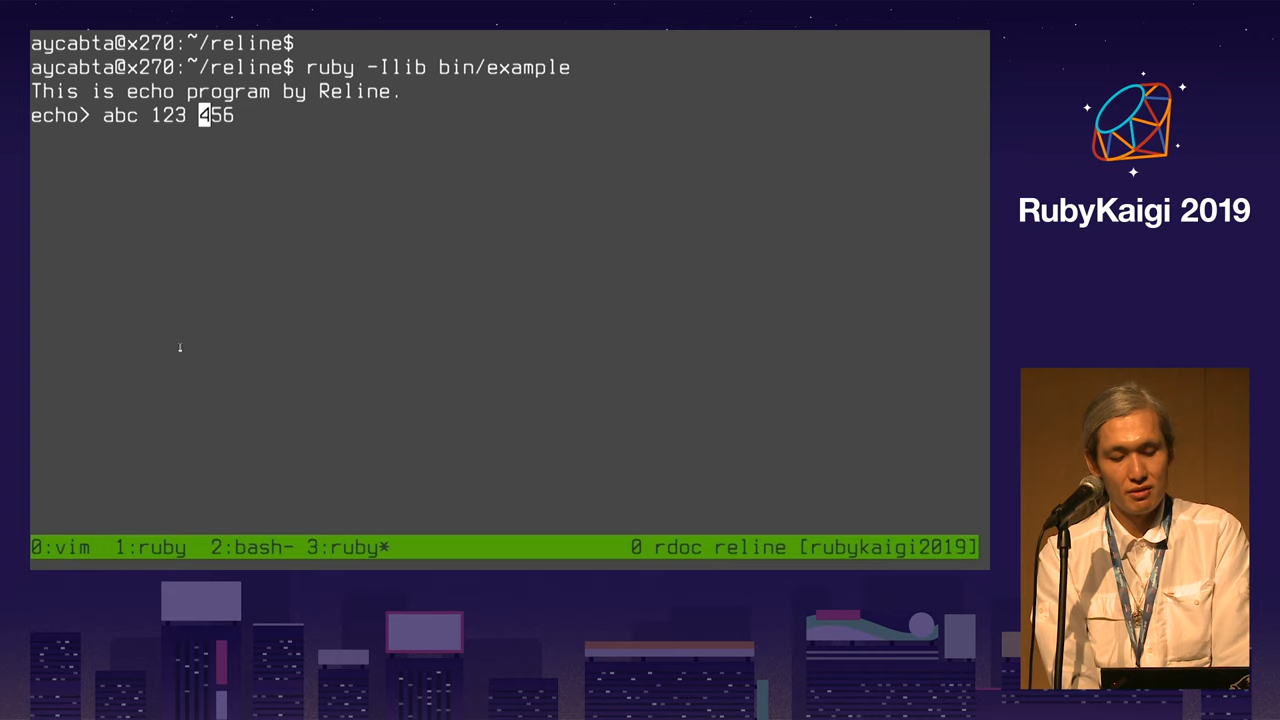 aycabta@x270:~/reline$
aycabta@x270:~/reline$ ruby -Ilib bin/example
This is echo program by Reline.
echo> abc 123 456
0:vim  1:ruby  2:bash- 3:ruby*
0 rdoc reline [rubykaigi2019]
RubyKaigi 2019